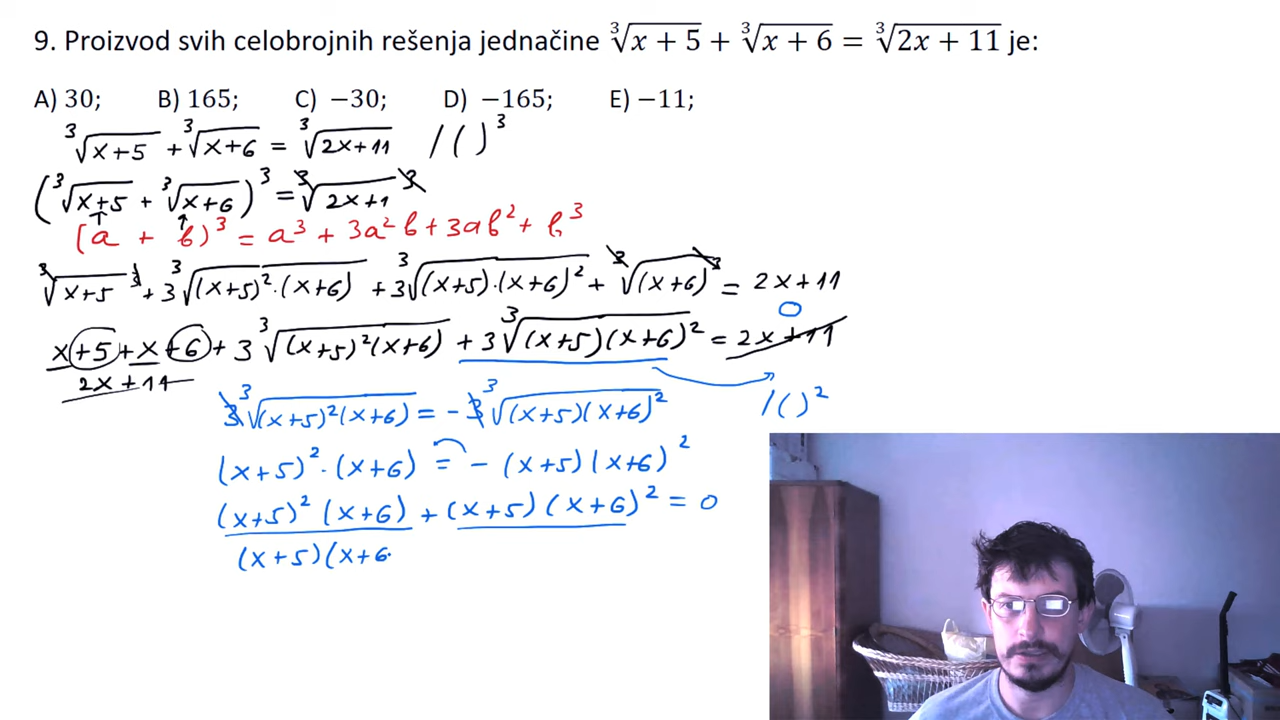 9. Proizvod svih celobrojnih rešenja jednačine ∛(x + 5) + ∛(x + 6) = ∛(2x + 11) je:
A) 30; B) 165; C) −30; D) −165; E) −11;
∛(x+5) + ∛(x+6) = ∛(2x+11) / ( )³
(∛(x+5) + ∛(x+6))³ = ∛(2x+1)³
(a + b)³ = a³ + 3a²b + 3ab² + b³
∛(x+5)³ + 3∛((x+5)²·(x+6)) + 3∛((x+5)·(x+6)²) + ∛(x+6)³ = 2x+11
0
x+5+x+6 + 3∛((x+5)²(x+6)) + 3∛((x+5)(x+6)²) = 2x+11
2x+11
3∛((x+5)²(x+6)) = −3∛((x+5)(x+6)²) / ( )²
(x+5)²·(x+6) = −(x+5)(x+6)²
(x+5)²(x+6) + (x+5)(x+6)² = 0
(x+5)(x+6